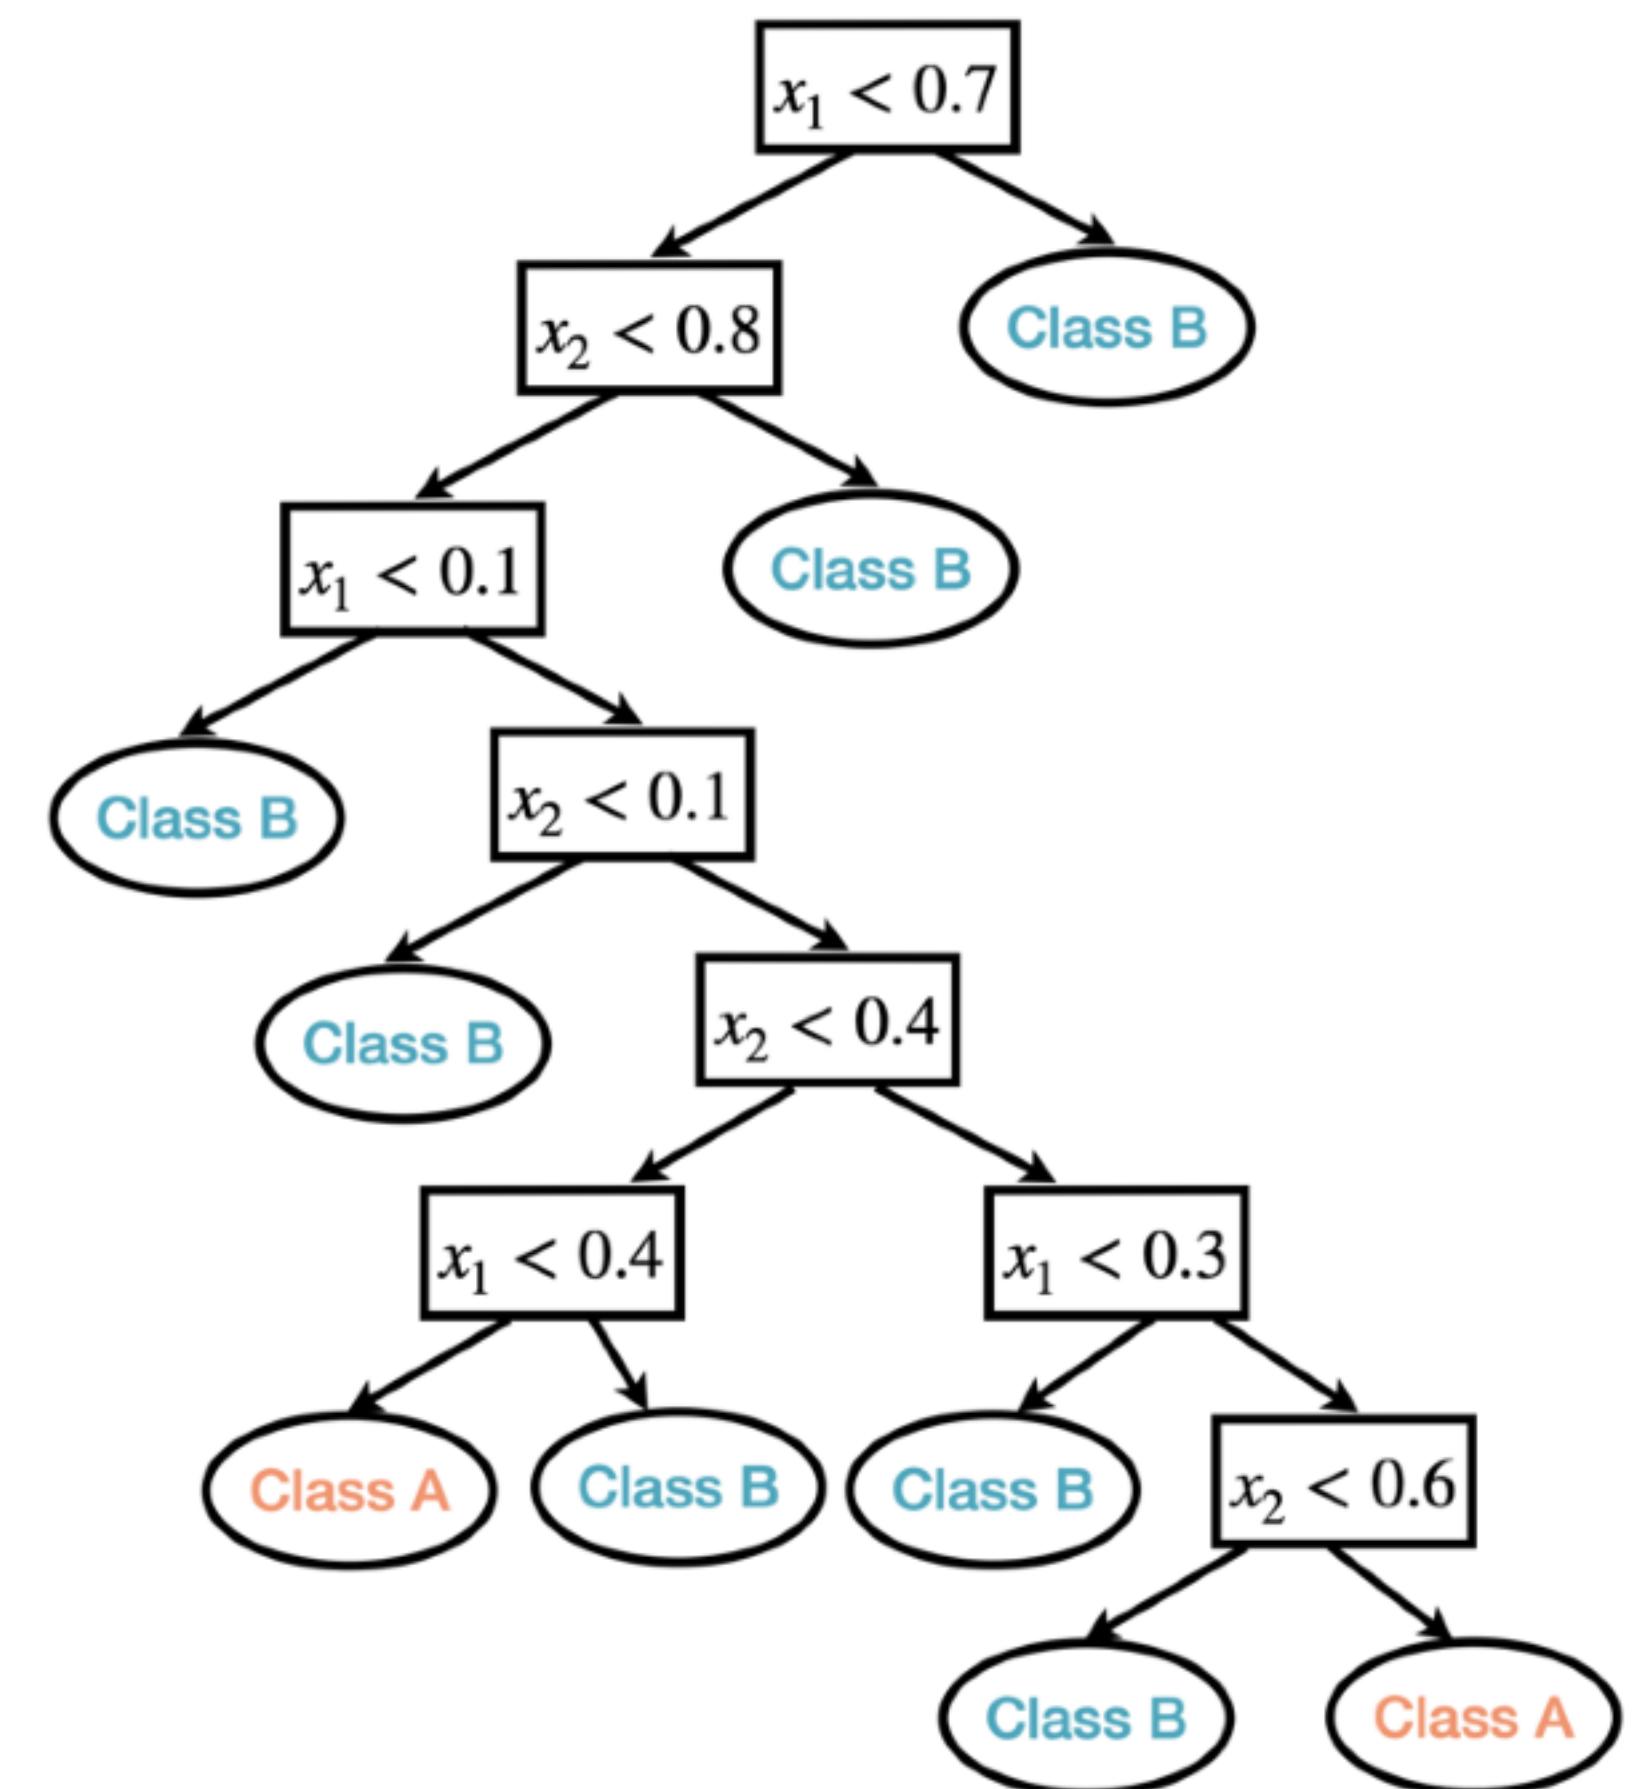 x₁ < 0.7
x₂ < 0.8
Class B
x₁ < 0.1
Class B
Class B
x₂ < 0.1
Class B
x₂ < 0.4
x₁ < 0.4
x₁ < 0.3
Class A
Class B
Class B
x₂ < 0.6
Class B
Class A